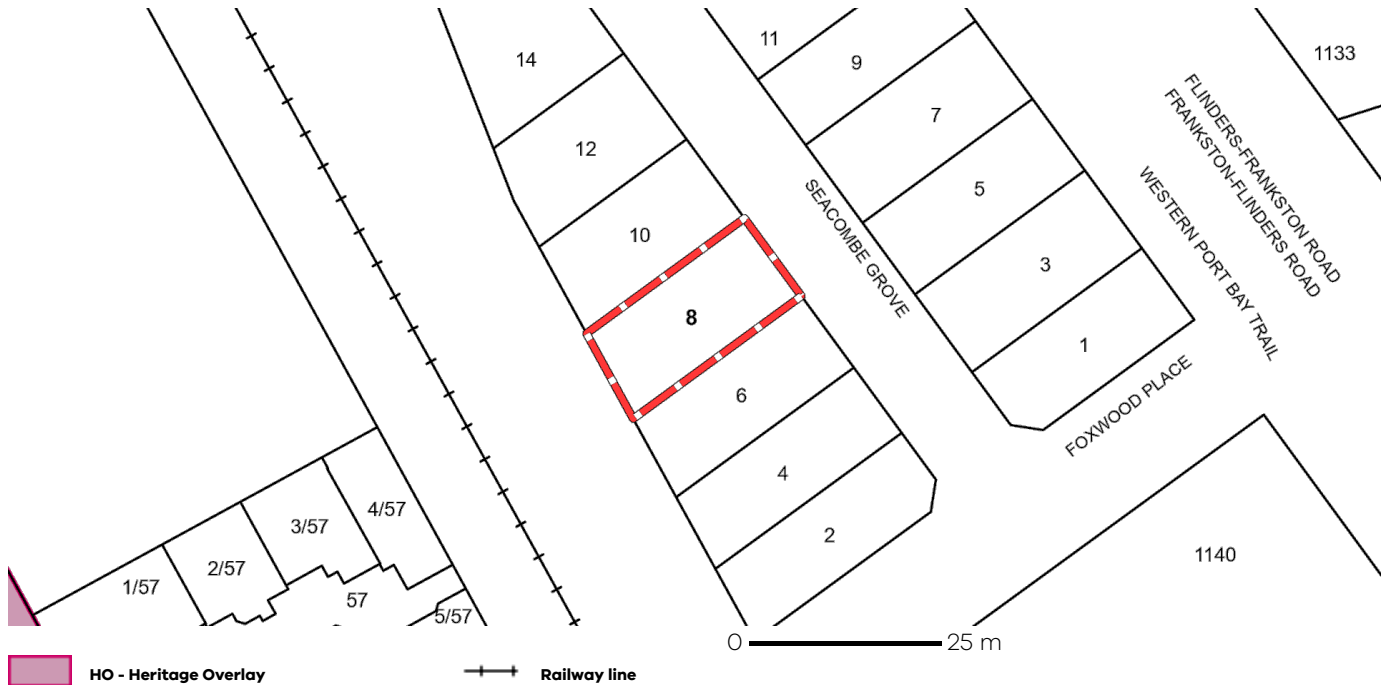 14
12
10
8
6
4
2
11
9
7
5
3
1
1133
1140
SEACOMBE GROVE
FOXWOOD PLACE
WESTERN PORT BAY TRAIL
FLINDERS-FRANKSTON ROAD
FRANKSTON-FLINDERS ROAD
1/57
2/57
3/57
4/57
57
5/57
0 25 m
HO - Heritage Overlay
Railway line